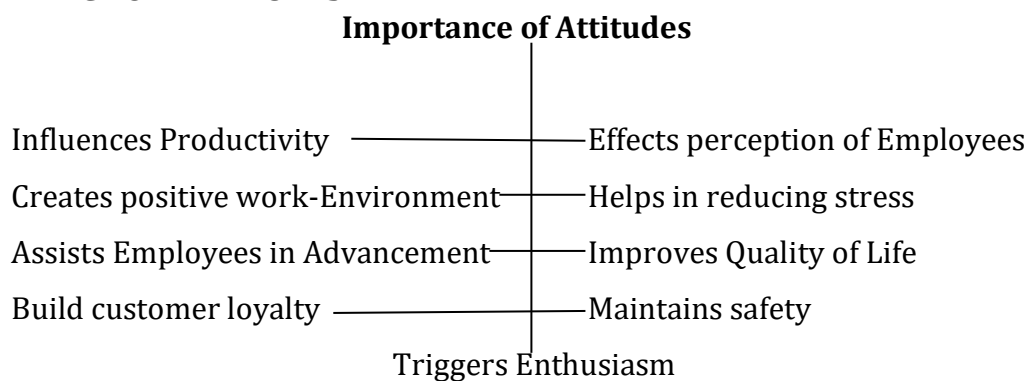 Importance of Attitudes
Influences Productivity Effects perception of Employees
Creates positive work-Environment Helps in reducing stress
Assists Employees in Advancement Improves Quality of Life
Build customer loyalty Maintains safety
Triggers Enthusiasm